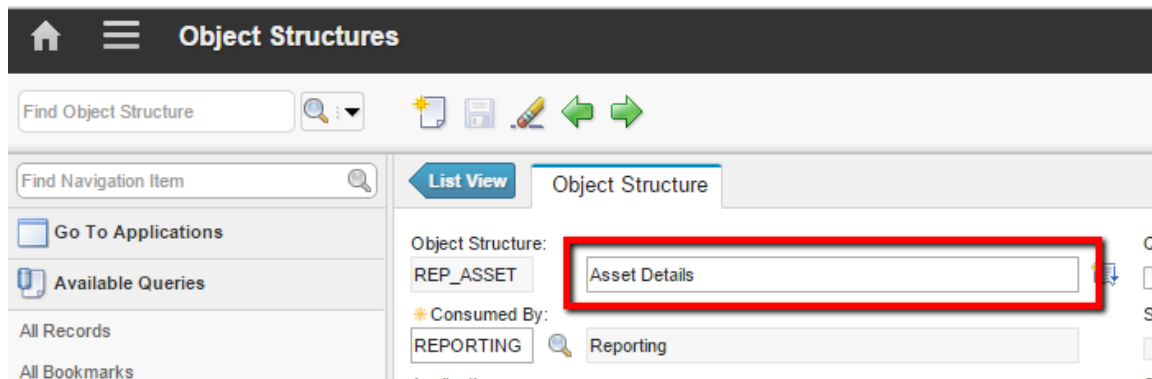 Object Structures
Find Object Structure
Find Navigation Item
List View
Object Structure
Go To Applications
Object Structure:
REP_ASSET
Asset Details
Available Queries
Consumed By:
All Records
REPORTING
Reporting
All Bookmarks